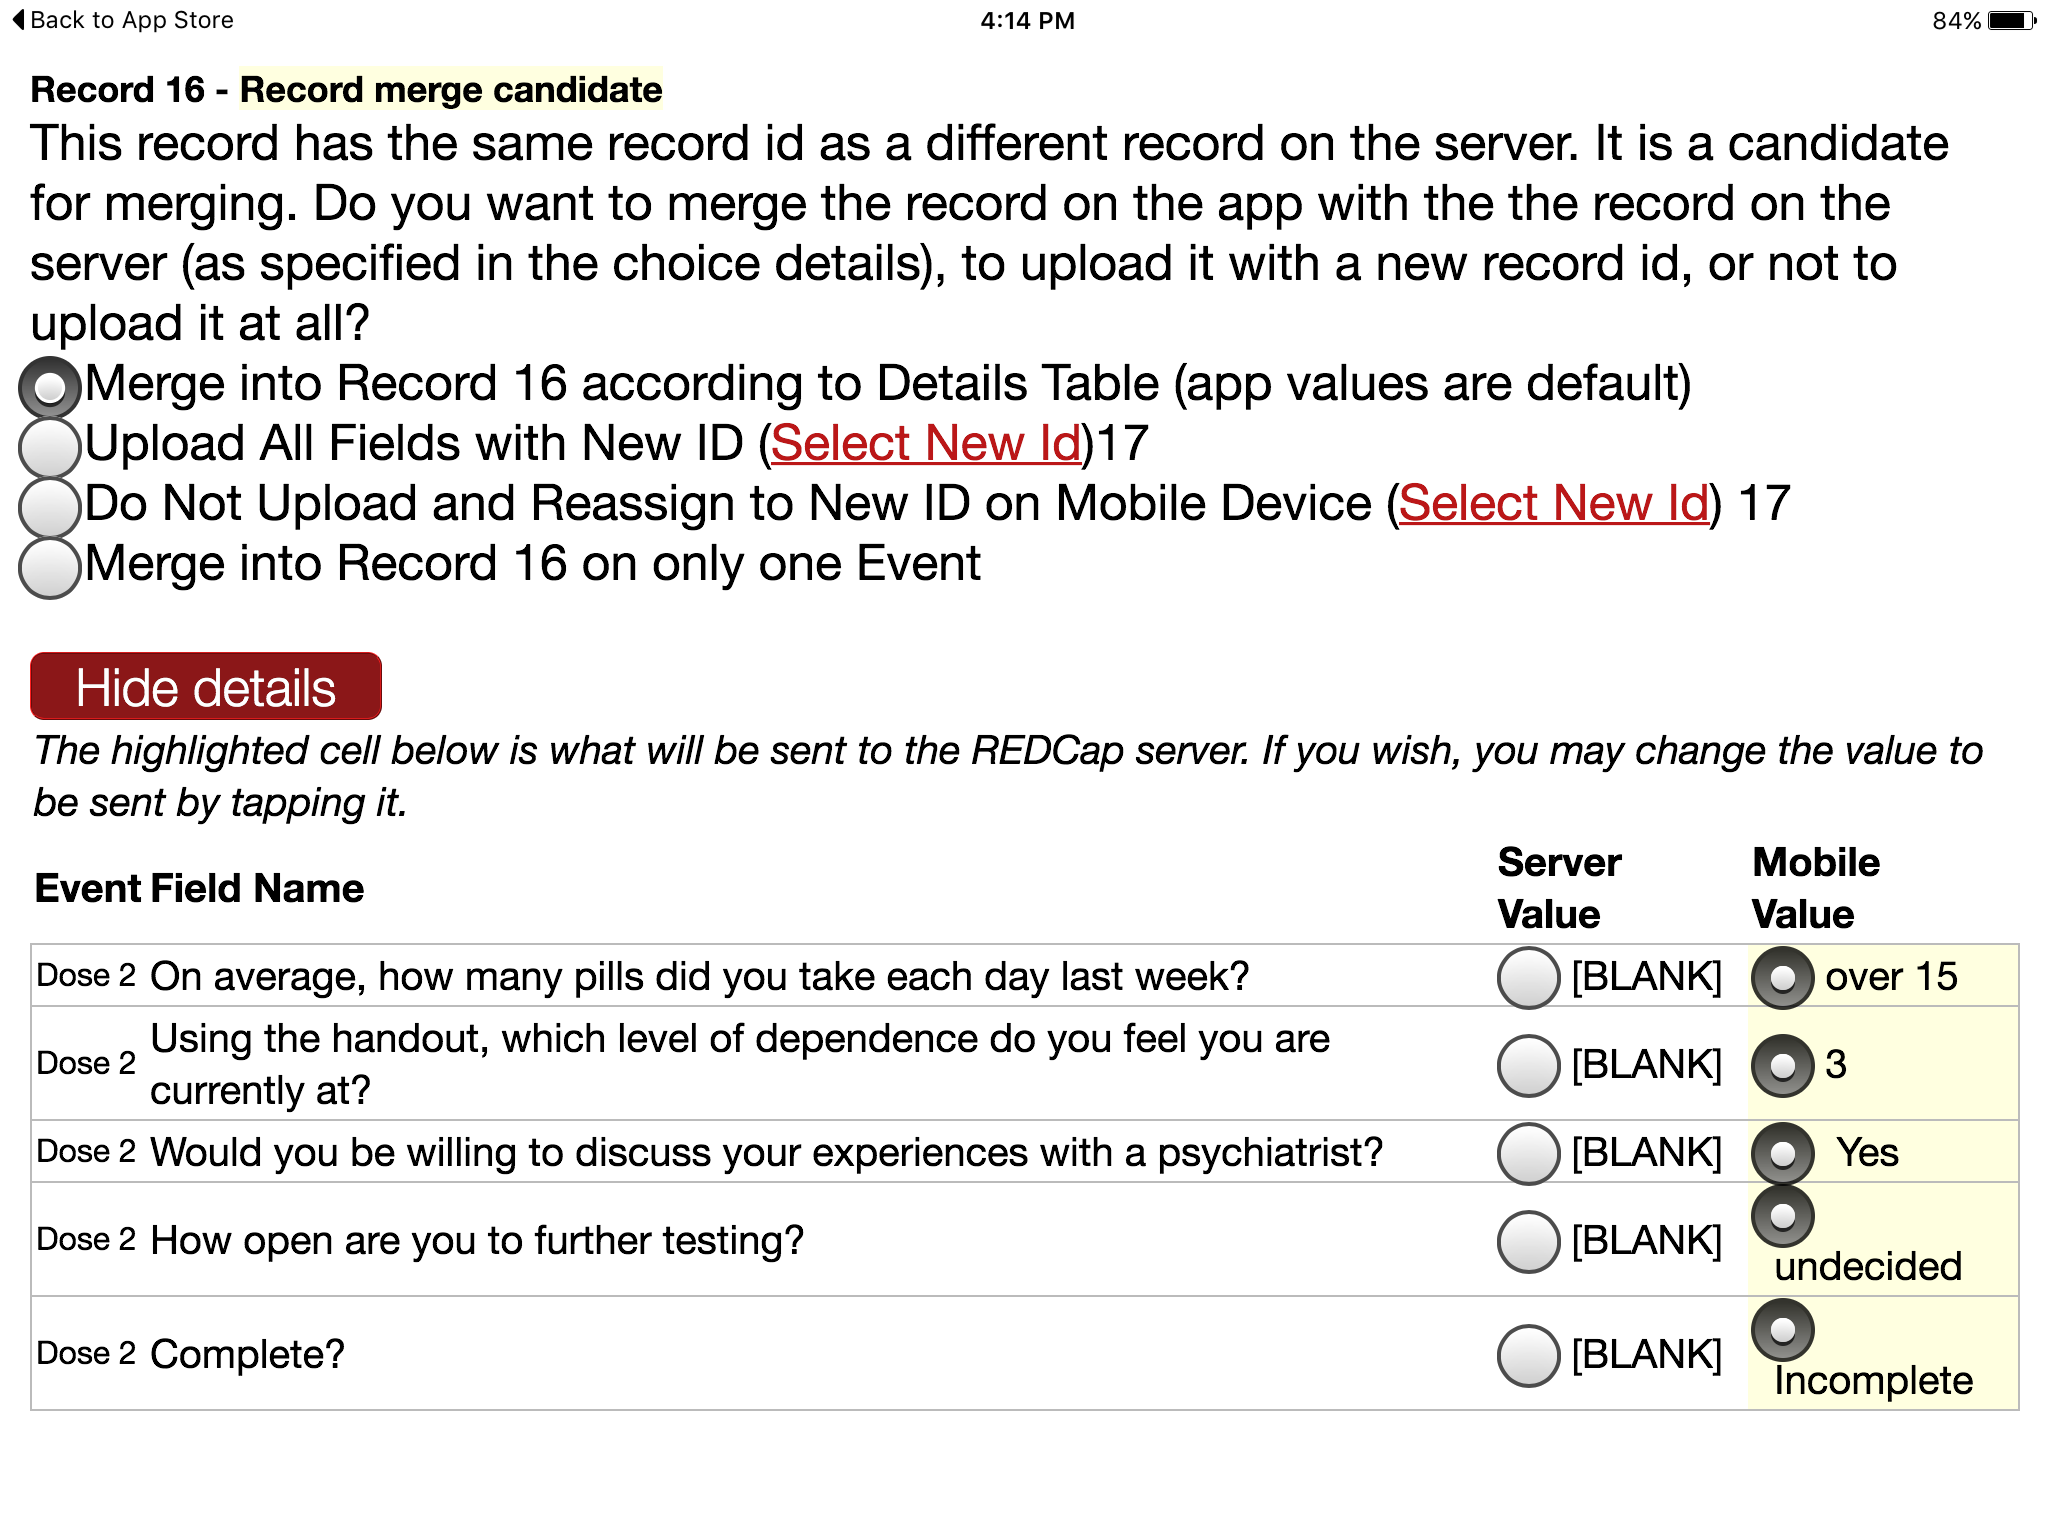 Back to App Store 4:14 PM 84%
Record 16 - Record merge candidate
This record has the same record id as a different record on the server. It is a candidate
for merging. Do you want to merge the record on the app with the the record on the
server (as specified in the choice details), to upload it with a new record id, or not to
upload it at all?
Merge into Record 16 according to Details Table (app values are default)
Upload All Fields with New ID (Select New Id)17
Do Not Upload and Reassign to New ID on Mobile Device (Select New Id) 17
Merge into Record 16 on only one Event
Hide details
The highlighted cell below is what will be sent to the REDCap server. If you wish, you may change the value to
be sent by tapping it.
Event Field Name Server Value Mobile Value
Dose 2 On average, how many pills did you take each day last week? [BLANK] over 15
Dose 2 Using the handout, which level of dependence do you feel you are
currently at? [BLANK] 3
Dose 2 Would you be willing to discuss your experiences with a psychiatrist? [BLANK] Yes
Dose 2 How open are you to further testing? [BLANK] undecided
Dose 2 Complete? [BLANK] Incomplete